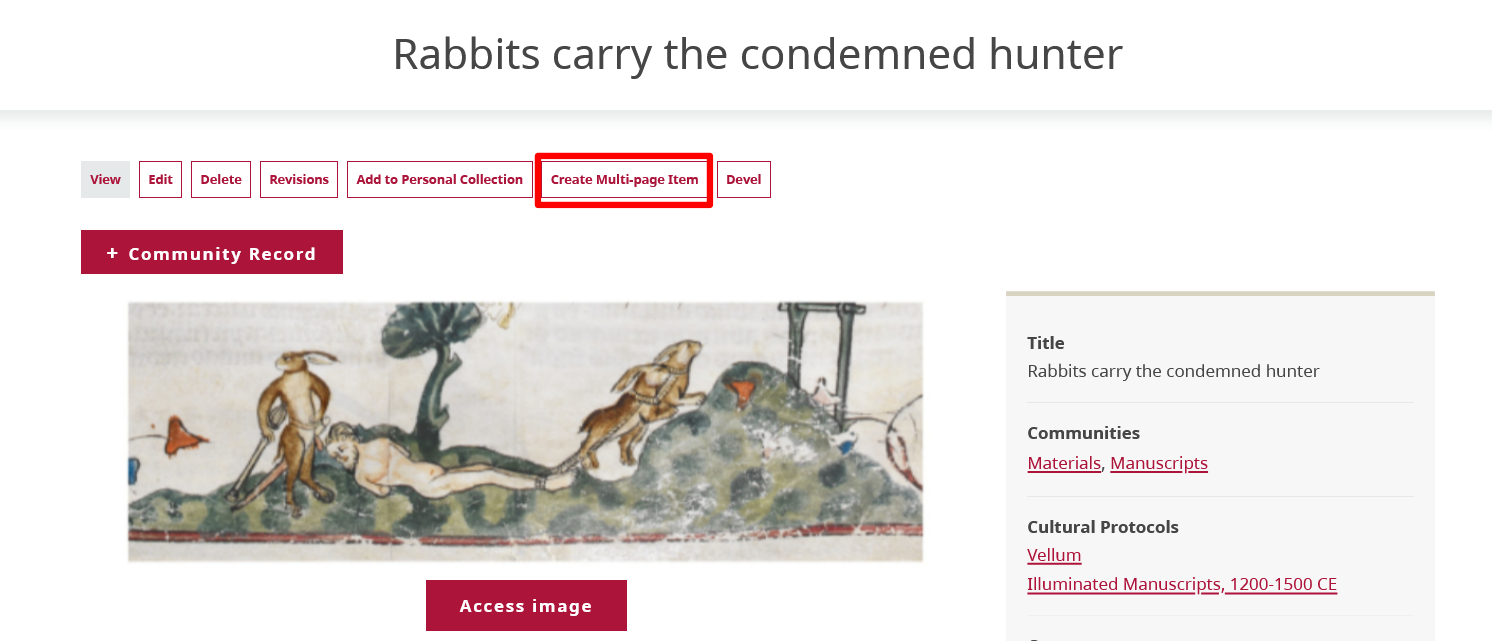 Rabbits carry the condemned hunter
View Edit Delete Revisions Add to Personal Collection Create Multi-page Item Devel
+ Community Record
Access image
Title
Rabbits carry the condemned hunter
Communities
Materials, Manuscripts
Cultural Protocols
Vellum
Illuminated Manuscripts, 1200-1500 CE